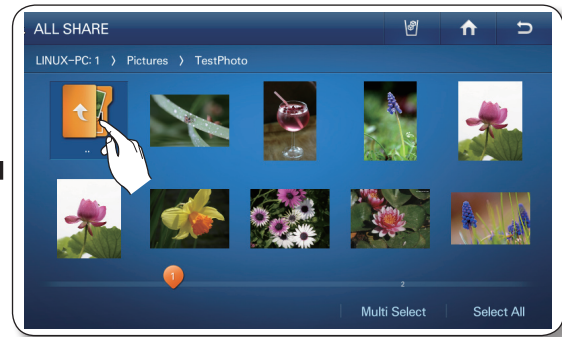 ALL SHARE
LINUX-PC: 1 > Pictures > TestPhoto
..
1
2
Multi Select
Select All